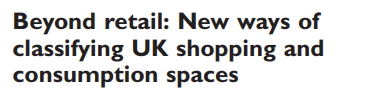 Beyond retail: New ways of
classifying UK shopping and
consumption spaces